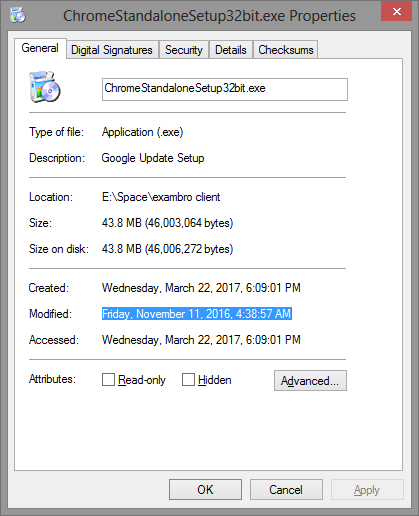 ChromeStandaloneSetup32bit.exe Properties
General Digital Signatures Security Details Checksums
ChromeStandaloneSetup32bit.exe
Type of file: Application (.exe)
Description: Google Update Setup
Location: E:\Space\exambro client
Size: 43.8 MB (46,003,064 bytes)
Size on disk: 43.8 MB (46,006,272 bytes)
Created: Wednesday, March 22, 2017, 6:09:01 PM
Modified: Friday, November 11, 2016, 4:38:57 AM
Accessed: Wednesday, March 22, 2017, 6:09:01 PM
Attributes: Read-only Hidden Advanced...
OK Cancel Apply